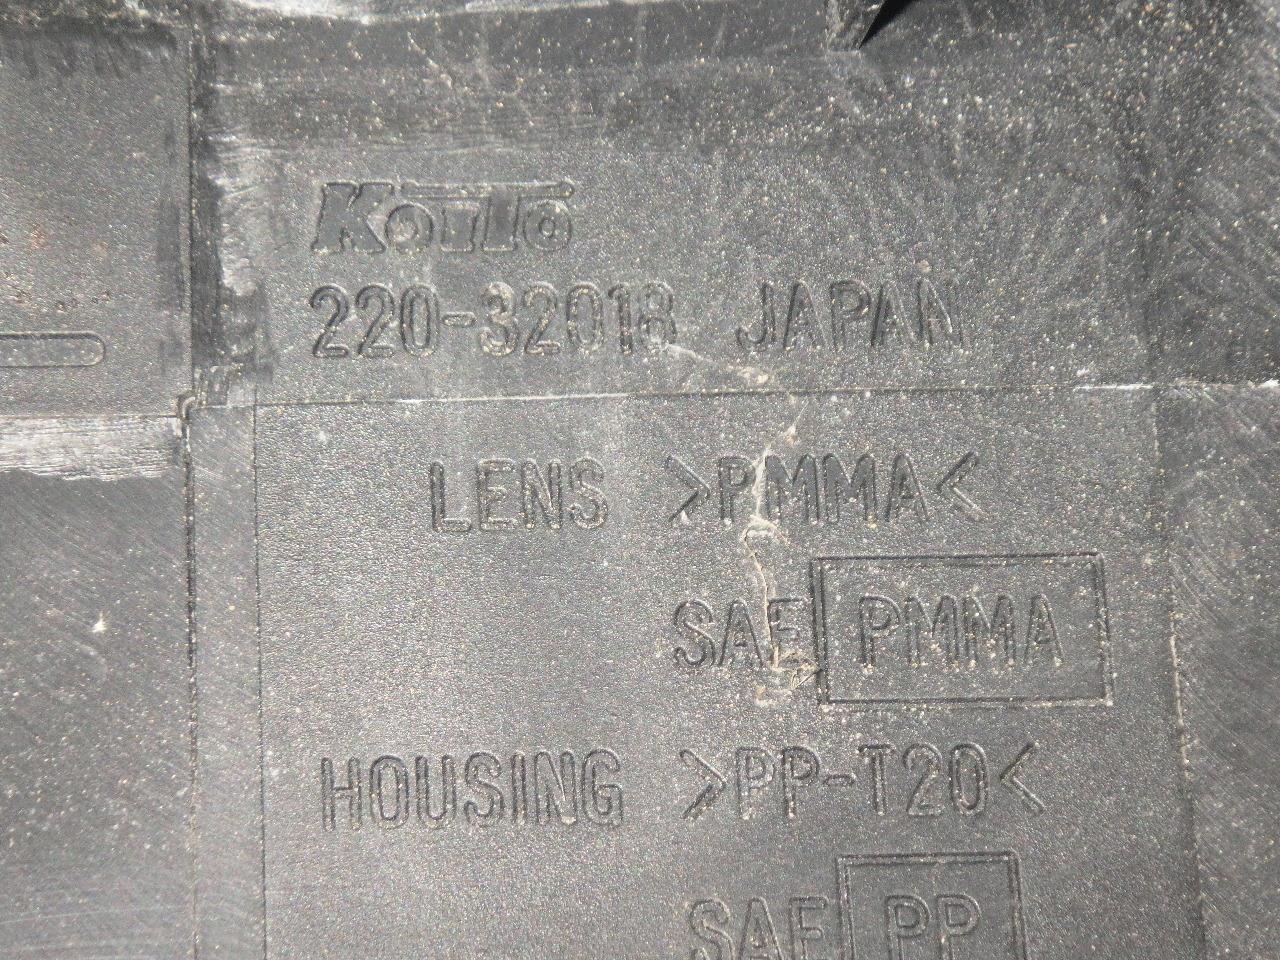 KOITO
220-32018 JAPAN
LENS >PMMA<
SAE PMMA
HOUSING >PP-T20<
SAE PP